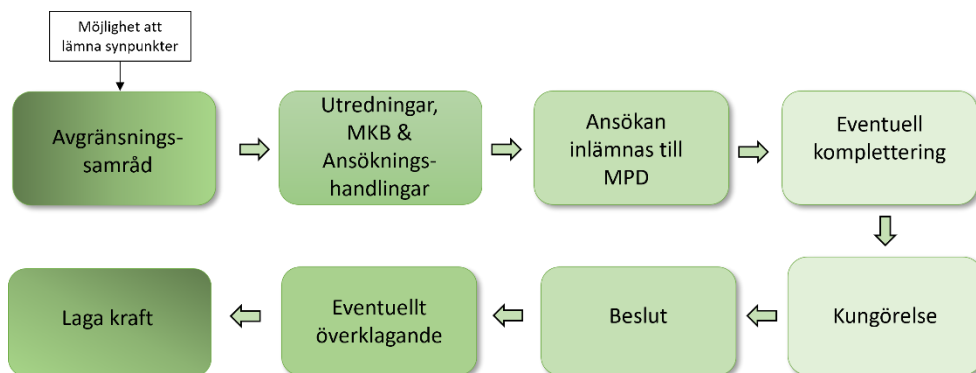 Möjlighet att
lämna synpunkter
Avgränsnings-
samråd
Utredningar,
MKB &
Ansöknings-
handlingar
Ansökan
inlämnas till
MPD
Eventuell
komplettering
Kungörelse
Beslut
Eventuellt
överklagande
Laga kraft